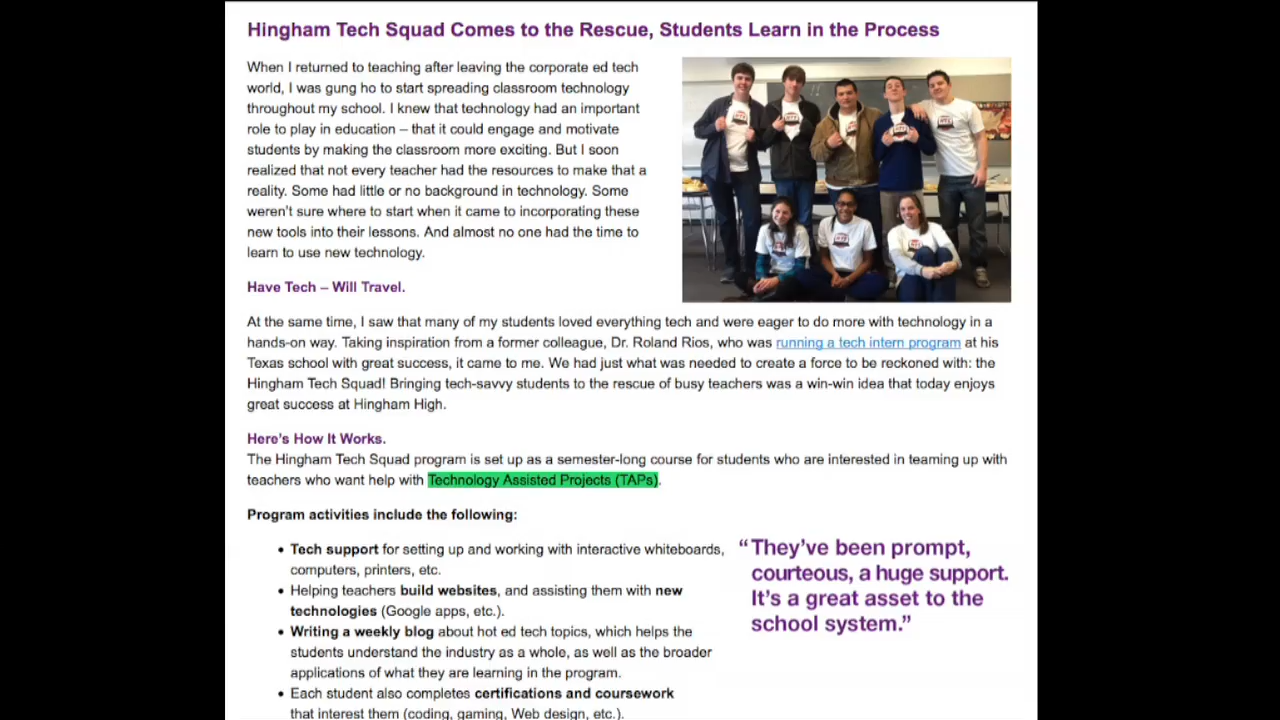 Hingham Tech Squad Comes to the Rescue, Students Learn in the Process
When I returned to teaching after leaving the corporate ed tech
world, I was gung ho to start spreading classroom technology
throughout my school. I knew that technology had an important
role to play in education – that it could engage and motivate
students by making the classroom more exciting. But I soon
realized that not every teacher had the resources to make that a
reality. Some had little or no background in technology. Some
weren't sure where to start when it came to incorporating these
new tools into their lessons. And almost no one had the time to
learn to use new technology.
Have Tech – Will Travel.
At the same time, I saw that many of my students loved everything tech and were eager to do more with technology in a
hands-on way. Taking inspiration from a former colleague, Dr. Roland Rios, who was running a tech intern program at his
Texas school with great success, it came to me. We had just what was needed to create a force to be reckoned with: the
Hingham Tech Squad! Bringing tech-savvy students to the rescue of busy teachers was a win-win idea that today enjoys
great success at Hingham High.
Here's How It Works.
The Hingham Tech Squad program is set up as a semester-long course for students who are interested in teaming up with
teachers who want help with Technology Assisted Projects (TAPs).
Program activities include the following:
• Tech support for setting up and working with interactive whiteboards,
computers, printers, etc.
• Helping teachers build websites, and assisting them with new
technologies (Google apps, etc.).
• Writing a weekly blog about hot ed tech topics, which helps the
students understand the industry as a whole, as well as the broader
applications of what they are learning in the program.
• Each student also completes certifications and coursework
that interest them (coding, gaming, Web design, etc.).
“They've been prompt,
courteous, a huge support.
It's a great asset to the
school system.”